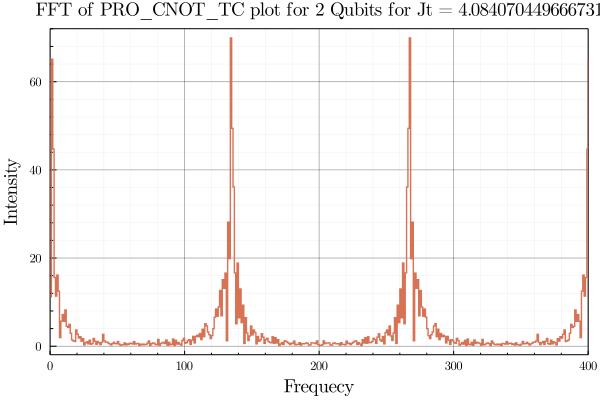 FFT of PRO_CNOT_TC plot for 2 Qubits for Jt = 4.084070449666731
60
40
20
0
Intensity
0 100 200 300 400
Frequecy